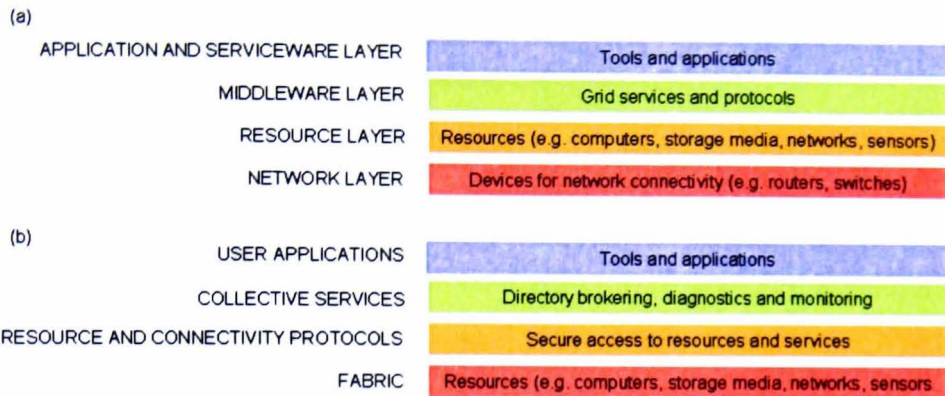 (a)
APPLICATION AND SERVICEWARE LAYER Tools and applications
MIDDLEWARE LAYER Grid services and protocols
RESOURCE LAYER Resources (e.g. computers, storage media, networks, sensors)
NETWORK LAYER Devices for network connectivity (e.g. routers, switches)
(b)
USER APPLICATIONS Tools and applications
COLLECTIVE SERVICES Directory brokering, diagnostics and monitoring
RESOURCE AND CONNECTIVITY PROTOCOLS Secure access to resources and services
FABRIC Resources (e.g. computers, storage media, networks, sensors